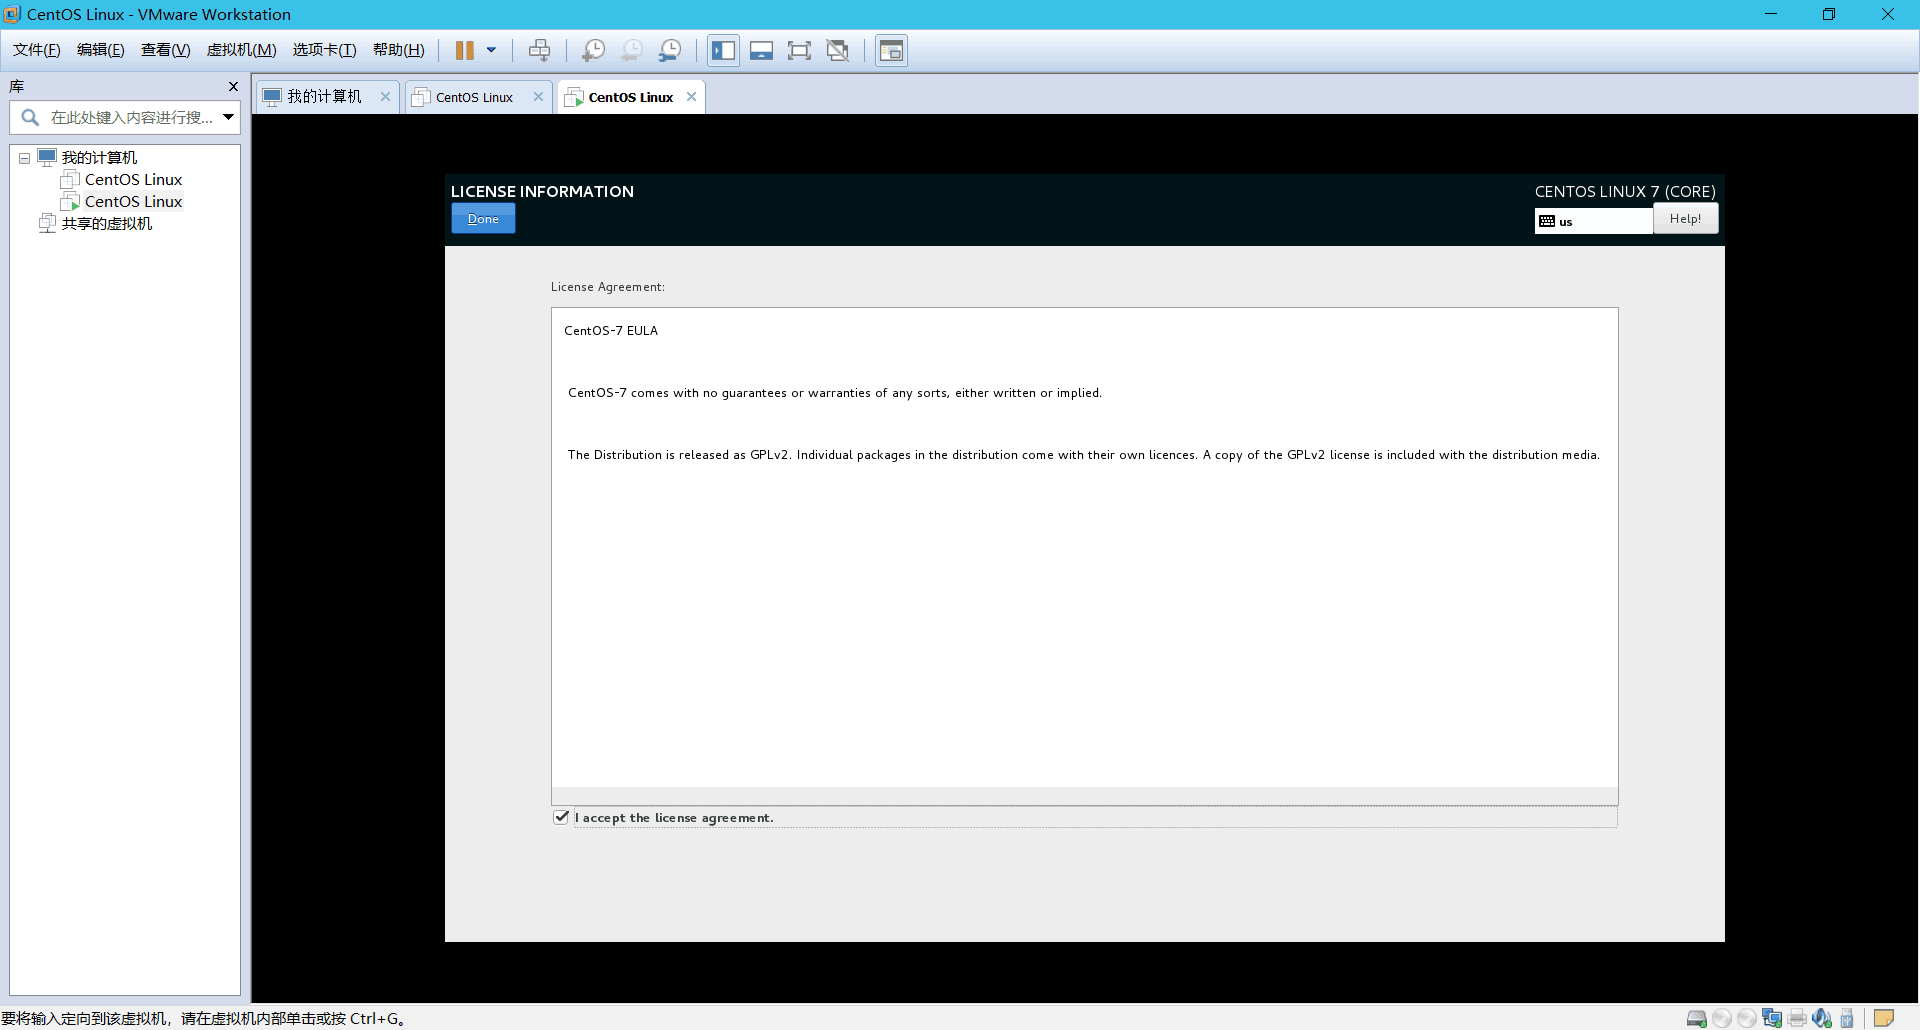 CentOS Linux - VMware Workstation
文件(F) 编辑(E) 查看(V) 虚拟机(M) 选项卡(T) 帮助(H)
库
在此处键入内容进行搜...
我的计算机
CentOS Linux
CentOS Linux
共享的虚拟机
我的计算机 CentOS Linux CentOS Linux
LICENSE INFORMATION
Done
CENTOS LINUX 7 (CORE)
us
Help!
License Agreement:
CentOS-7 EULA
CentOS-7 comes with no guarantees or warranties of any sorts, either written or implied.
The Distribution is released as GPLv2. Individual packages in the distribution come with their own licences. A copy of the GPLv2 license is included with the distribution media.
I accept the license agreement.
要将输入定向到该虚拟机，请在虚拟机内部单击或按 Ctrl+G。